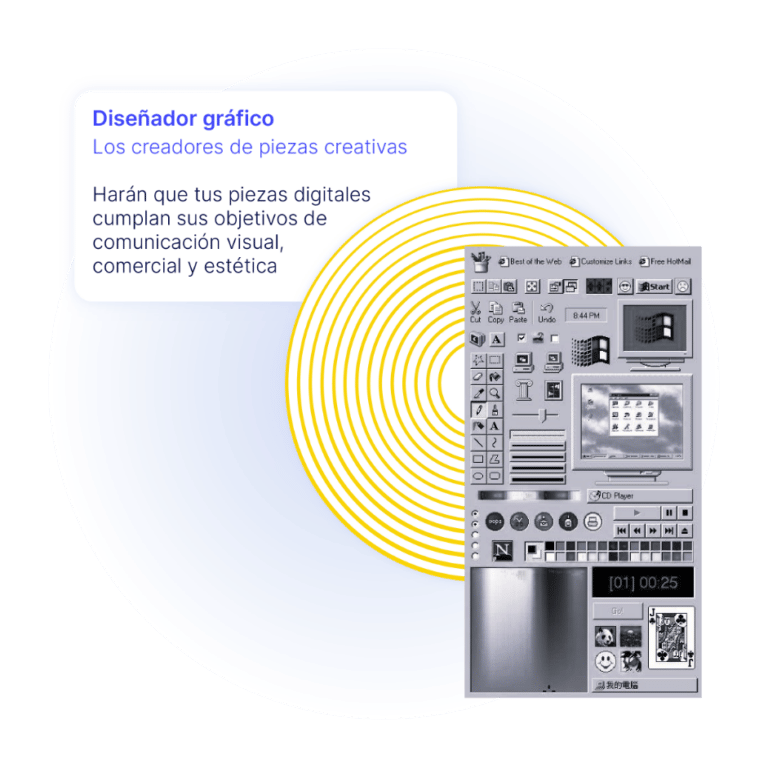 Diseñador gráfico
Los creadores de piezas creativas
Harán que tus piezas digitales
cumplan sus objetivos de
comunicación visual,
comercial y estética
Best of the Web Customize Links Free HotMail
Start
Cut Copy Paste Undo
8:44 PM
A
A
CD Player
oops
N
[01] 00:25
Go!
J
J
我的電腦